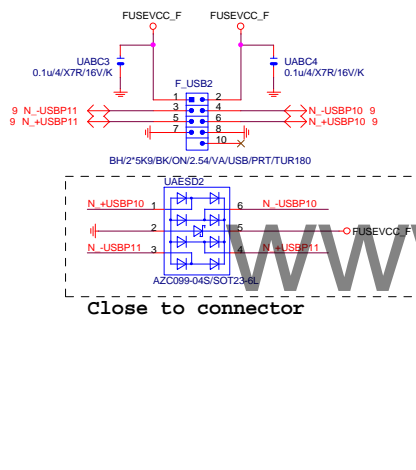 FUSEVCC_F FUSEVCC_F
UABC3
0.1u/4/X7R/16V/K
UABC4
0.1u/4/X7R/16V/K
F_USB2
1 2
9 N_-USBP11 3 4 N_-USBP10 9
9 N_+USBP11 5 6 N_+USBP10 9
7 8
10
BH/2*5K9/BK/ON/2.54/VA/USB/PRT/TUR180
UAESD2
N_+USBP10 1 6 N_-USBP10
2 5 FUSEVCC_F
N_-USBP11 3 4 N_+USBP11
AZC099-04S/SOT23-6L
WW
Close to connector